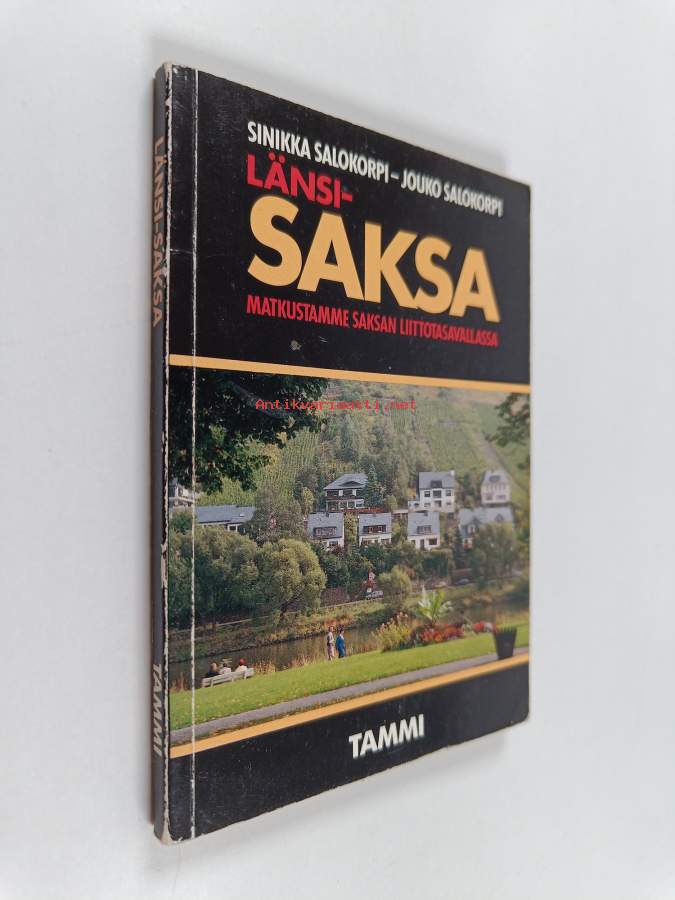 SINIKKA SALOKORPI – JOUKO SALOKORPI
LÄNSI-
SAKSA
MATKUSTAMME SAKSAN LIITTOTASAVALLASSA
Antikvariaatti.net
TAMMI
LÄNSI-SAKSA
TAMMI